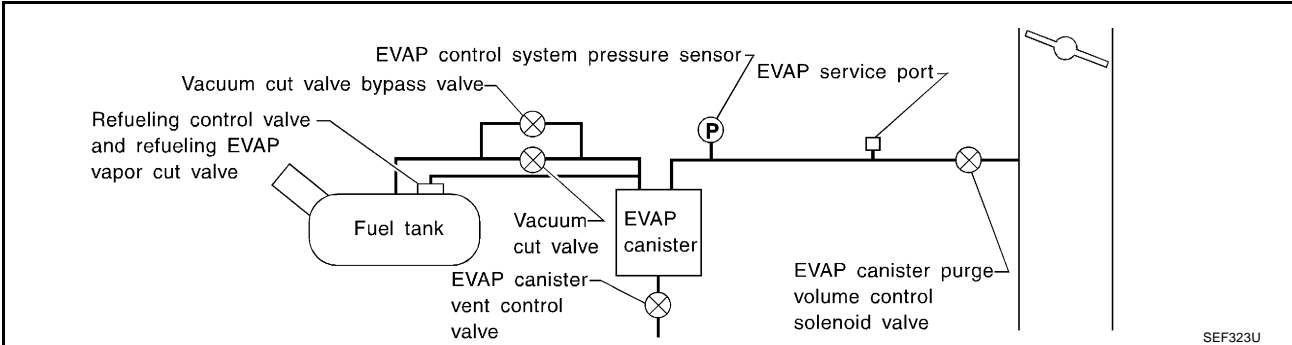 EVAP control system pressure sensor
EVAP service port
Vacuum cut valve bypass valve
Refueling control valve
and refueling EVAP
vapor cut valve
P
Fuel tank
Vacuum
cut valve
EVAP
canister
EVAP canister
vent control
valve
EVAP canister purge
volume control
solenoid valve
SEF323U